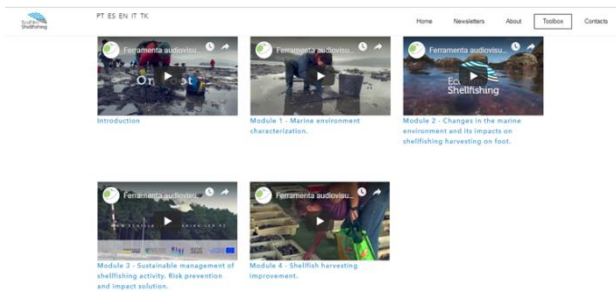 EcoFishn
Shellfishing
PT ES EN IT TK
Home Newsletters About Toolbox Contacts
Ferramenta audiovisu...
Ferramenta audiovisu...
Ferramenta audiovisu...
Shellfishing
Introduction
Module 1 - Marine environment
characterization.
Module 2 - Changes in the marine
environment and its impacts on
shellfishing harvesting on foot.
Ferramenta audiovisu...
Ferramenta audiovisu...
Module 3 - Sustainable management of
shellfishing activity. Risk prevention
and impact solution.
Module 4 - Shellfish harvesting
improvement.